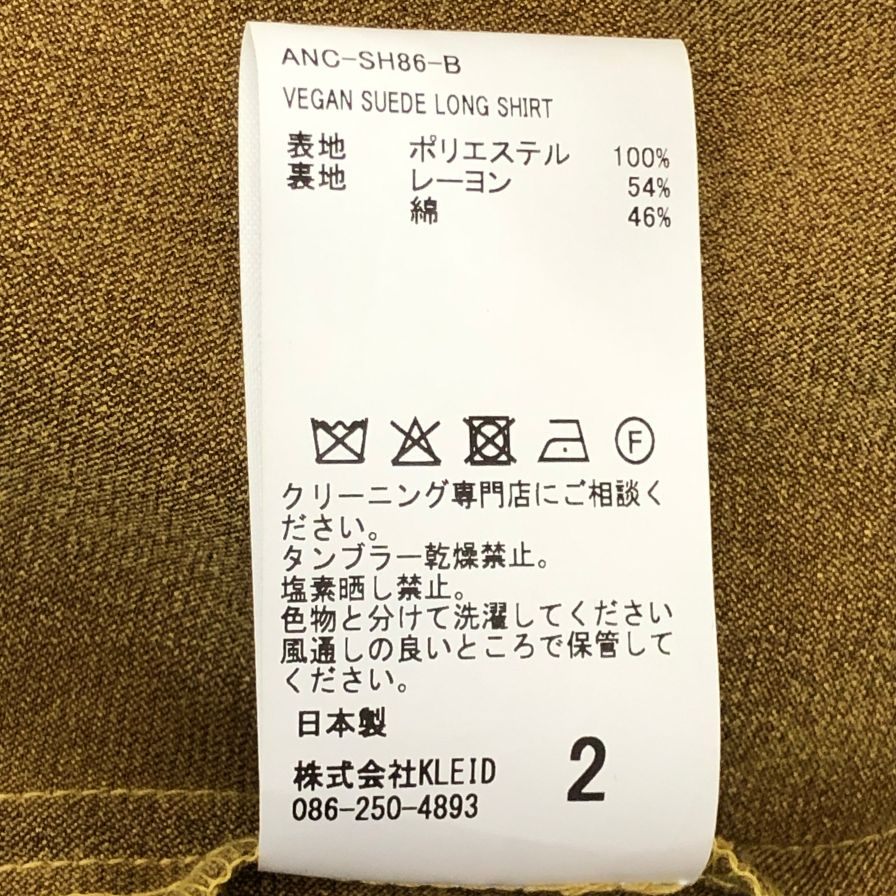 ANC-SH86-B
VEGAN SUEDE LONG SHIRT
表地 ポリエステル 100%
裏地 レーヨン 54%
綿 46%
F
クリーニング専門店にご相談く
ださい。
タンブラー乾燥禁止。
塩素晒し禁止。
色物と分けて洗濯してください
風通しの良いところで保管して
ください。
日本製
株式会社KLEID
086-250-4893
2